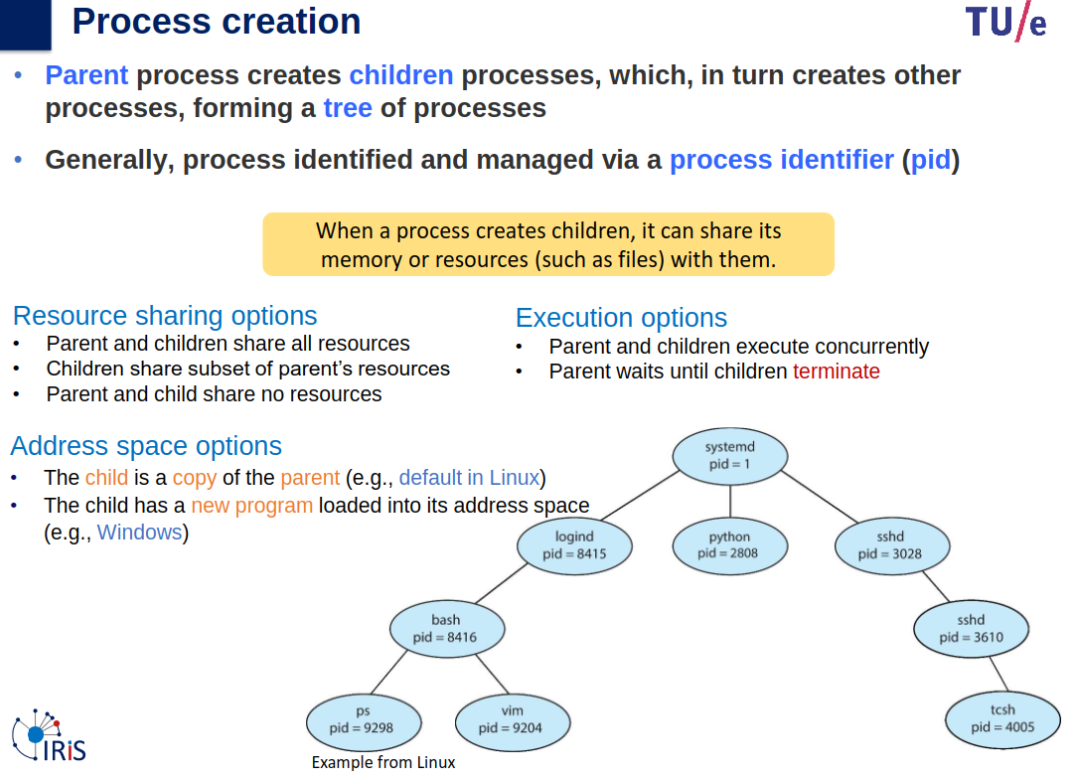 Process creation
TU/e
• Parent process creates children processes, which, in turn creates other
processes, forming a tree of processes
• Generally, process identified and managed via a process identifier (pid)
When a process creates children, it can share its
memory or resources (such as files) with them.
Resource sharing options
• Parent and children share all resources
• Children share subset of parent's resources
• Parent and child share no resources
Execution options
• Parent and children execute concurrently
• Parent waits until children terminate
Address space options
• The child is a copy of the parent (e.g., default in Linux)
• The child has a new program loaded into its address space
(e.g., Windows)
systemd
pid = 1
logind
pid = 8415
python
pid = 2808
sshd
pid = 3028
bash
pid = 8416
sshd
pid = 3610
ps
pid = 9298
vim
pid = 9204
tcsh
pid = 4005
Example from Linux
IRiS